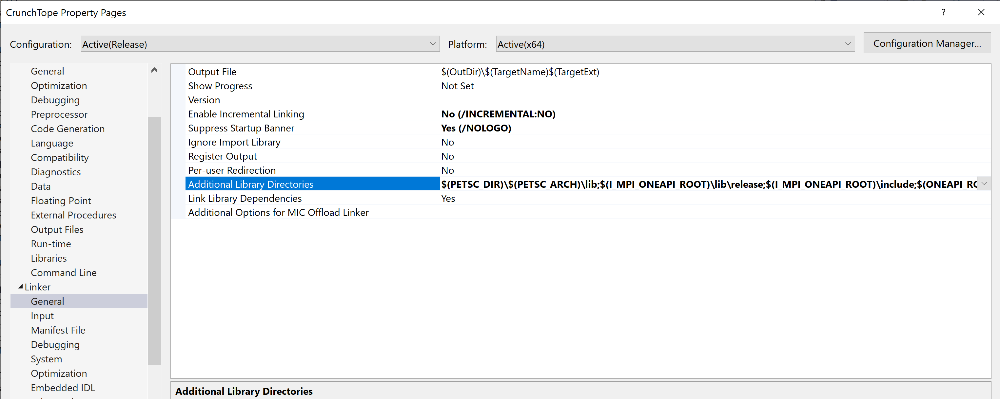 CrunchTope Property Pages ?
Configuration: Active(Release) Platform: Active(x64) Configuration Manager...
General
Optimization
Debugging
Preprocessor
Code Generation
Language
Compatibility
Diagnostics
Data
Floating Point
External Procedures
Output Files
Run-time
Libraries
Command Line
Linker
General
Input
Manifest File
Debugging
System
Optimization
Embedded IDL
Output File $(OutDir)\$(TargetName)$(TargetExt)
Show Progress Not Set
Version
Enable Incremental Linking No (/INCREMENTAL:NO)
Suppress Startup Banner Yes (/NOLOGO)
Ignore Import Library No
Register Output No
Per-user Redirection No
Additional Library Directories $(PETSC_DIR)\$(PETSC_ARCH)\lib;$(I_MPI_ONEAPI_ROOT)\lib\release;$(I_MPI_ONEAPI_ROOT)\include;$(ONEAPI_RO
Link Library Dependencies Yes
Additional Options for MIC Offload Linker
Additional Library Directories